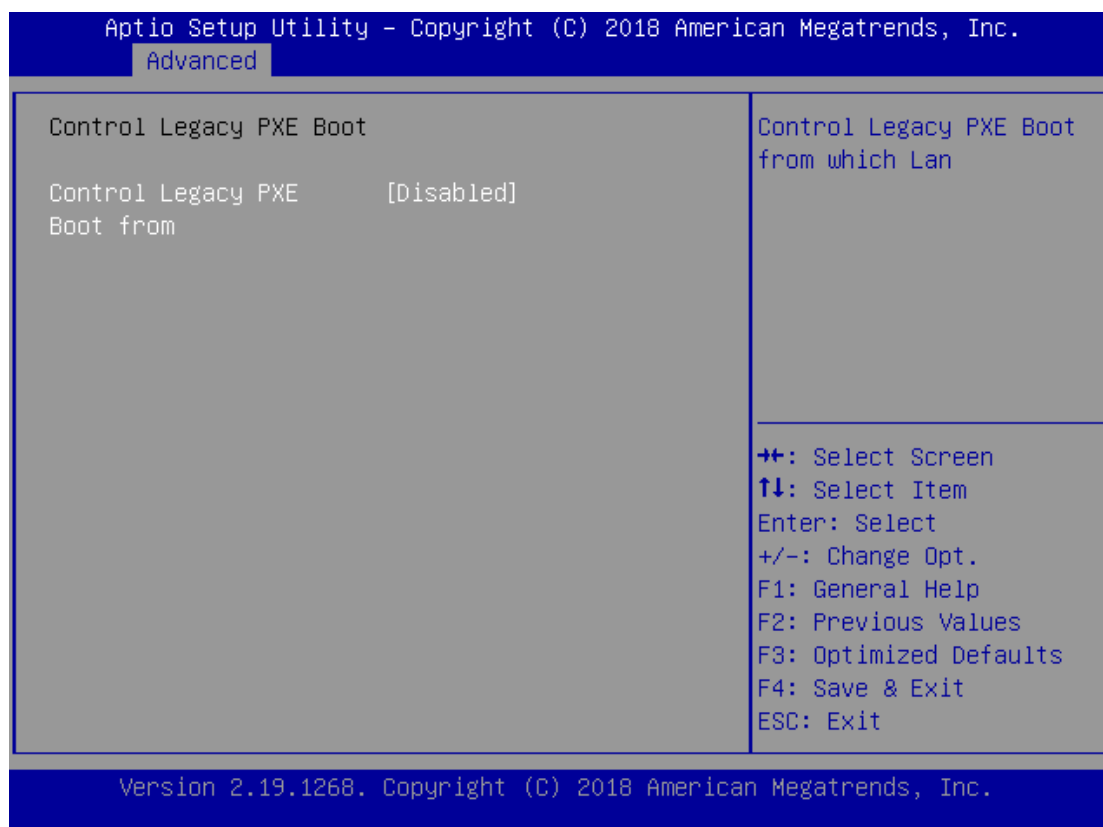 Aptio Setup Utility – Copyright (C) 2018 American Megatrends, Inc.
Advanced
Control Legacy PXE Boot
Control Legacy PXE [Disabled]
Boot from
Control Legacy PXE Boot
from which Lan
→←: Select Screen
↑↓: Select Item
Enter: Select
+/-: Change Opt.
F1: General Help
F2: Previous Values
F3: Optimized Defaults
F4: Save & Exit
ESC: Exit
Version 2.19.1268. Copyright (C) 2018 American Megatrends, Inc.